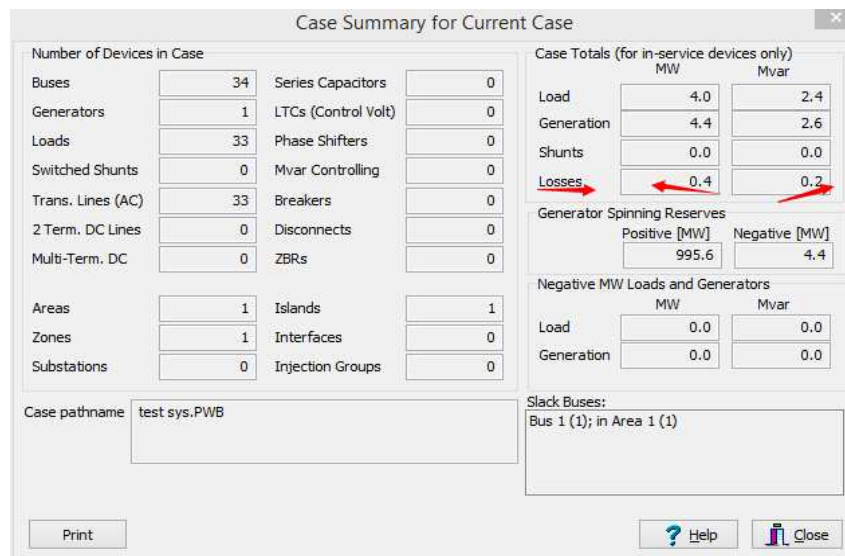 Case Summary for Current Case
Number of Devices in Case
Buses 34 Series Capacitors 0
Generators 1 LTCs (Control Volt) 0
Loads 33 Phase Shifters 0
Switched Shunts 0 Mvar Controlling 0
Trans. Lines (AC) 33 Breakers 0
2 Term. DC Lines 0 Disconnects 0
Multi-Term. DC 0 ZBRs 0
Areas 1 Islands 1
Zones 1 Interfaces 0
Substations 0 Injection Groups 0
Case Totals (for in-service devices only)
MW Mvar
Load 4.0 2.4
Generation 4.4 2.6
Shunts 0.0 0.0
Losses 0.4 0.2
Generator Spinning Reserves
Positive [MW] Negative [MW]
995.6 4.4
Negative MW Loads and Generators
MW Mvar
Load 0.0 0.0
Generation 0.0 0.0
Case pathname test sys.PWB
Slack Buses:
Bus 1 (1); in Area 1 (1)
Print ? Help Close